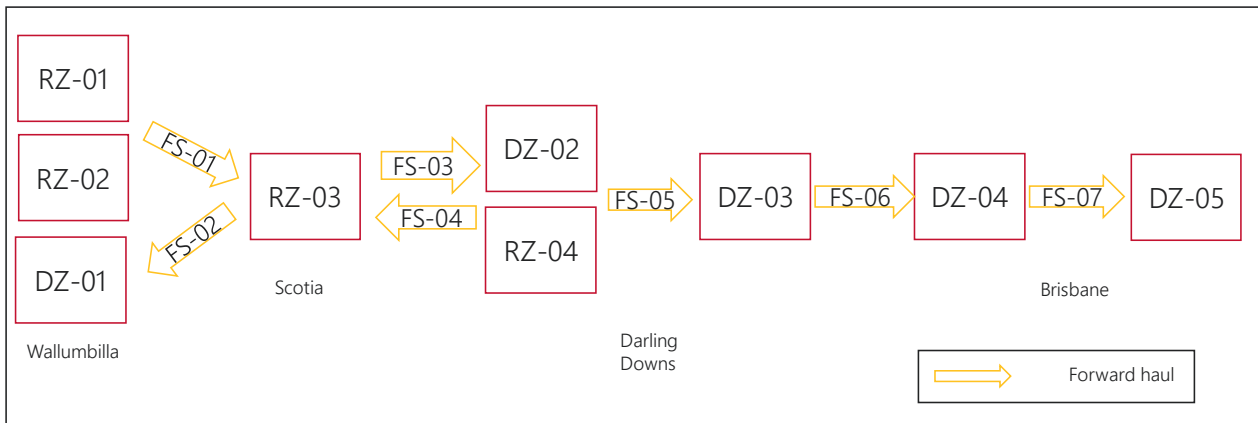 RZ-01
RZ-02
DZ-01
Wallumbilla
FS-01
FS-02
RZ-03
Scotia
FS-03
FS-04
DZ-02
RZ-04
FS-05
Darling
Downs
DZ-03
FS-06
DZ-04
FS-07
DZ-05
Brisbane
Forward haul